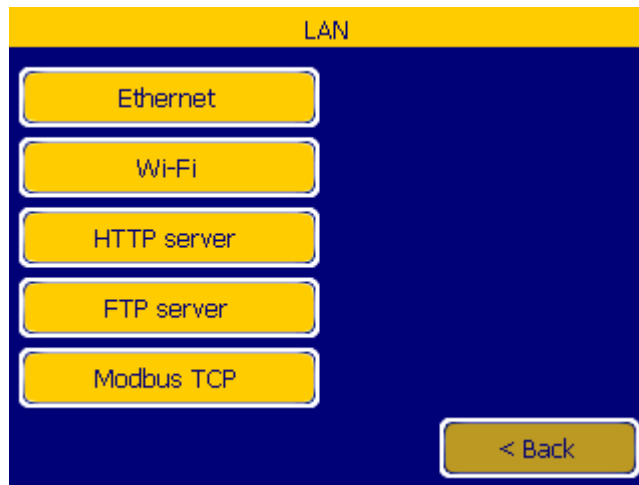 LAN
Ethernet
Wi-Fi
HTTP server
FTP server
Modbus TCP
< Back